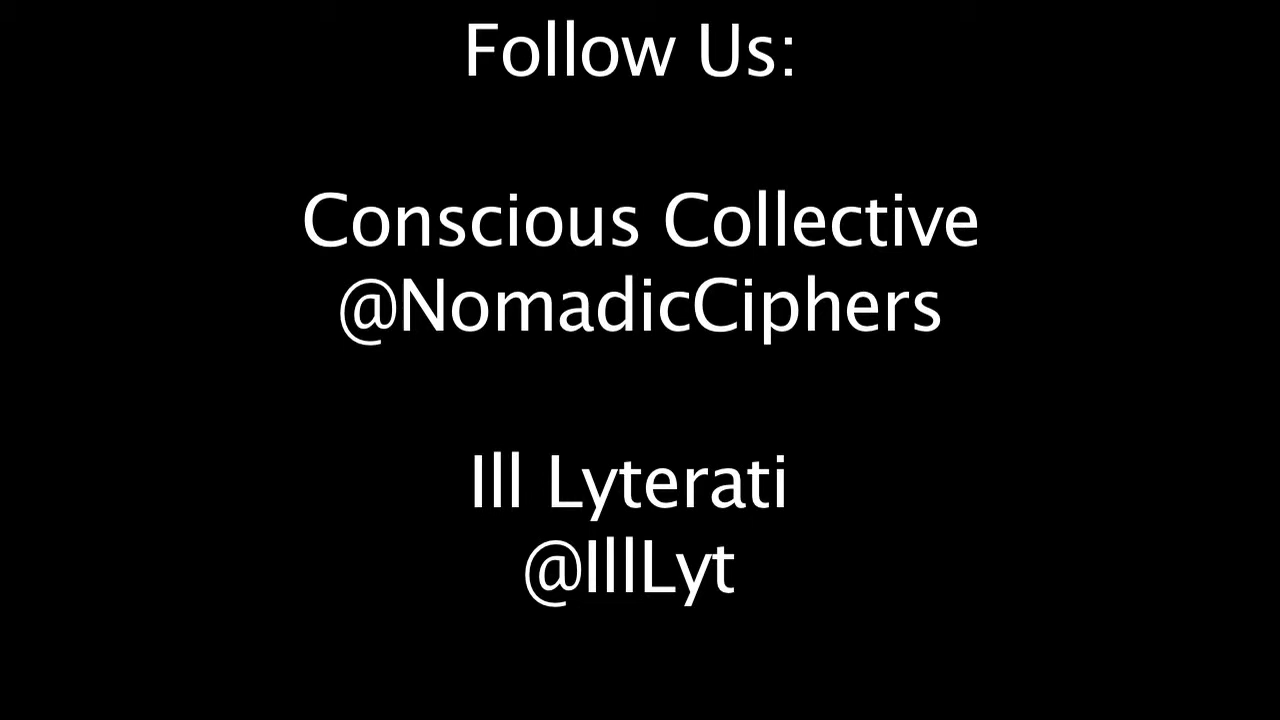 Follow Us:
Conscious Collective
@NomadicCiphers
Ill Lyterati
@IllLyt